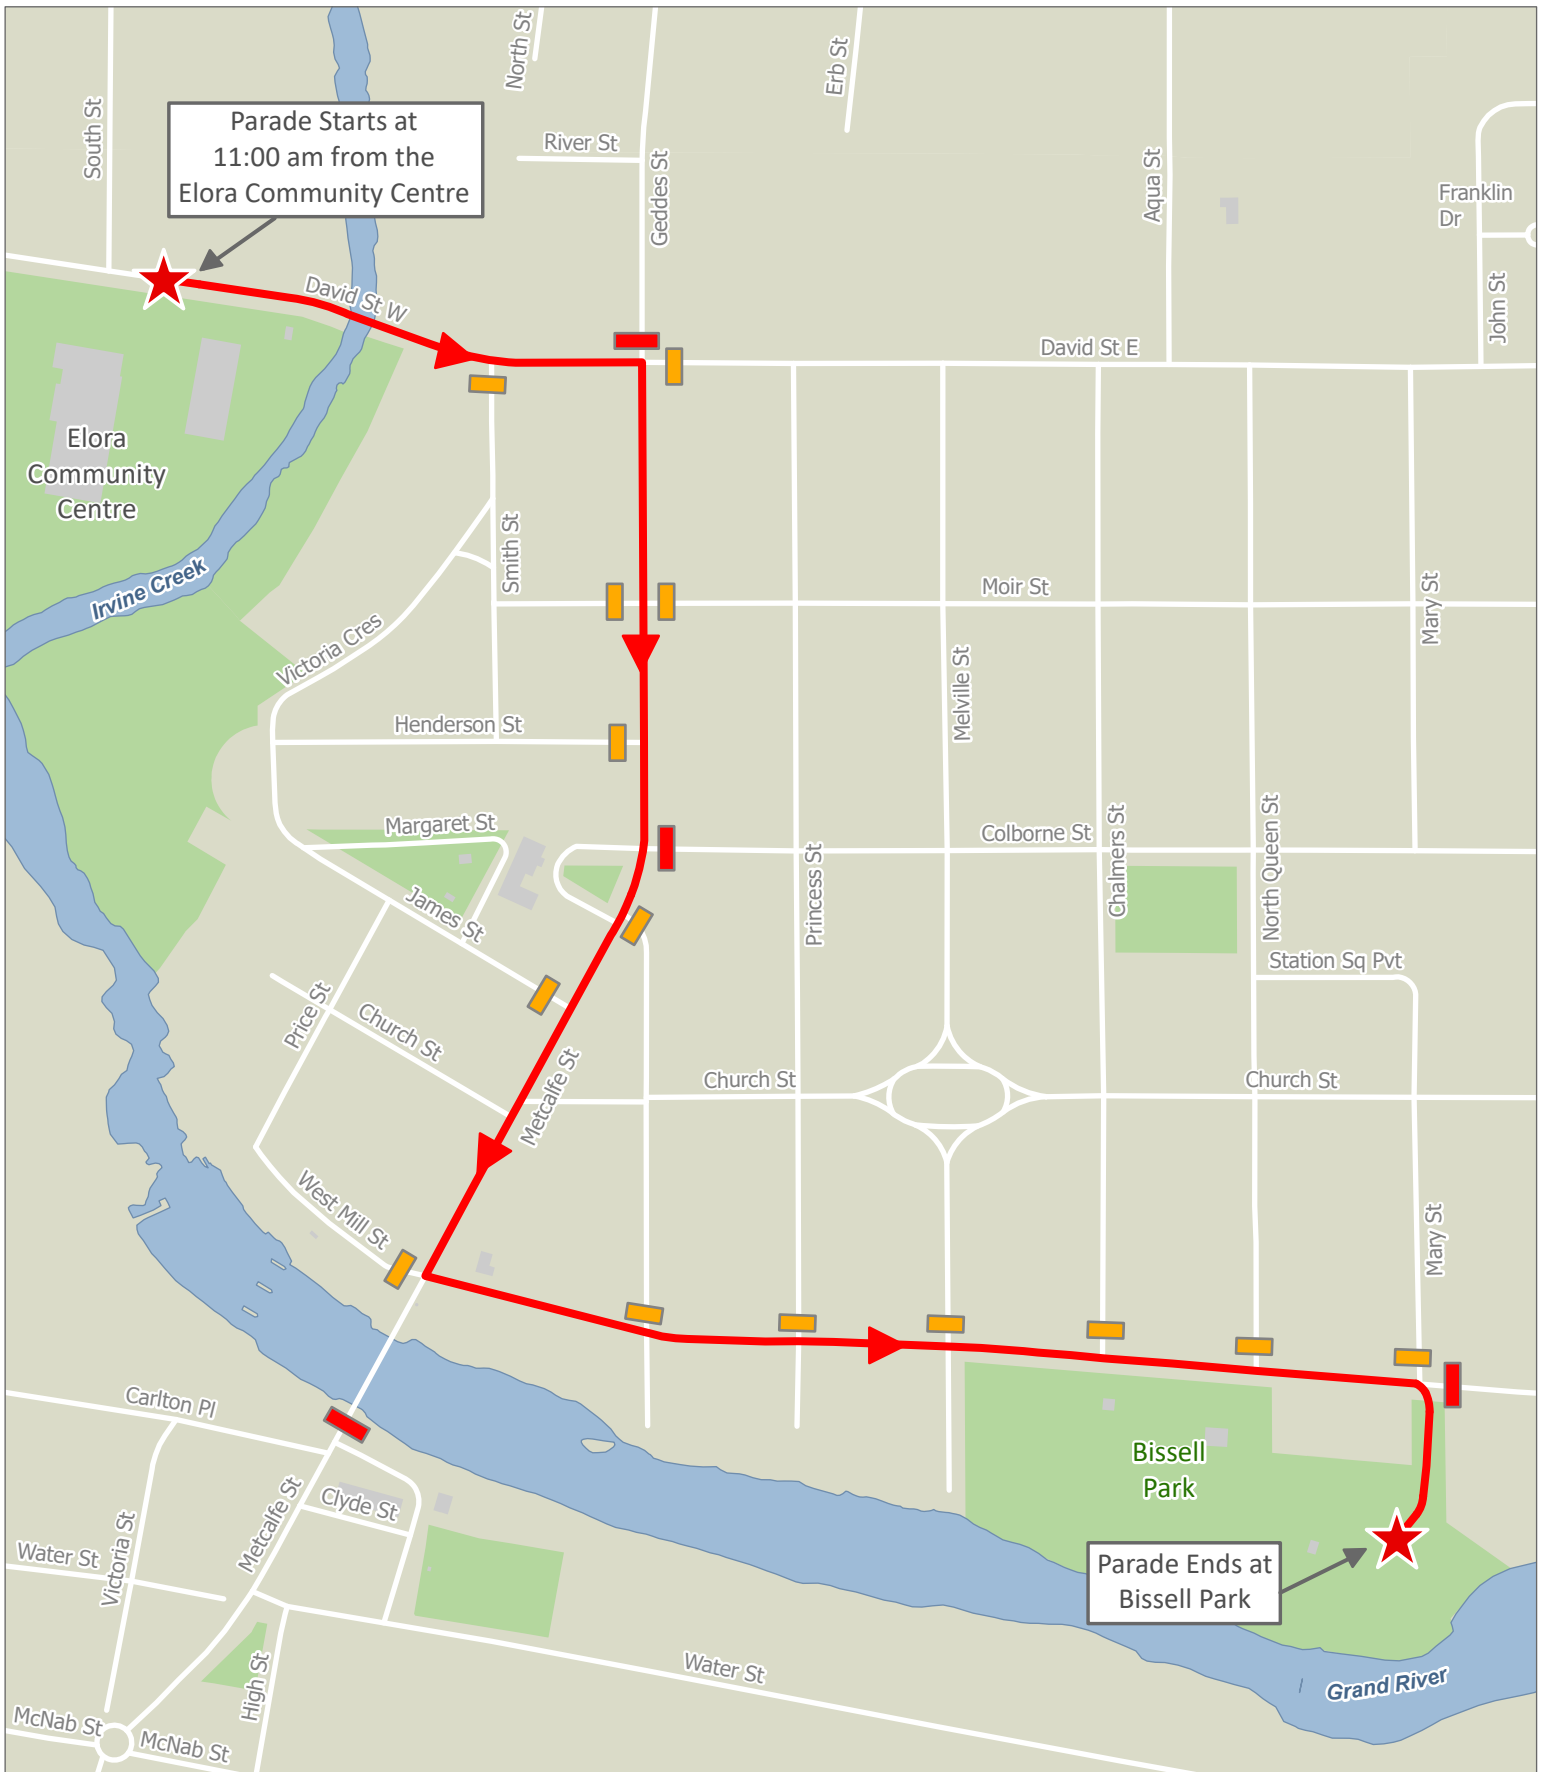 North St
Erb St
South St
Parade Starts at
11:00 am from the
Elora Community Centre
River St
Geddes St
Aqua St
Franklin
Dr
John St
David St W
David St E
Elora
Community
Centre
Irvine Creek
Smith St
Moir St
Mary St
Victoria Cres
Melville St
Henderson St
Margaret St
Colborne St
Princess St
Chalmers St
North Queen St
James St
Station Sq Pvt
Price St
Church St
Metcalfe St
Church St
Church St
West Mill St
Mary St
Carlton Pl
Bissell
Park
Metcalfe St
Clyde St
Water St
Victoria St
Parade Ends at
Bissell Park
Water St
High St
Grand River
McNab St
McNab St